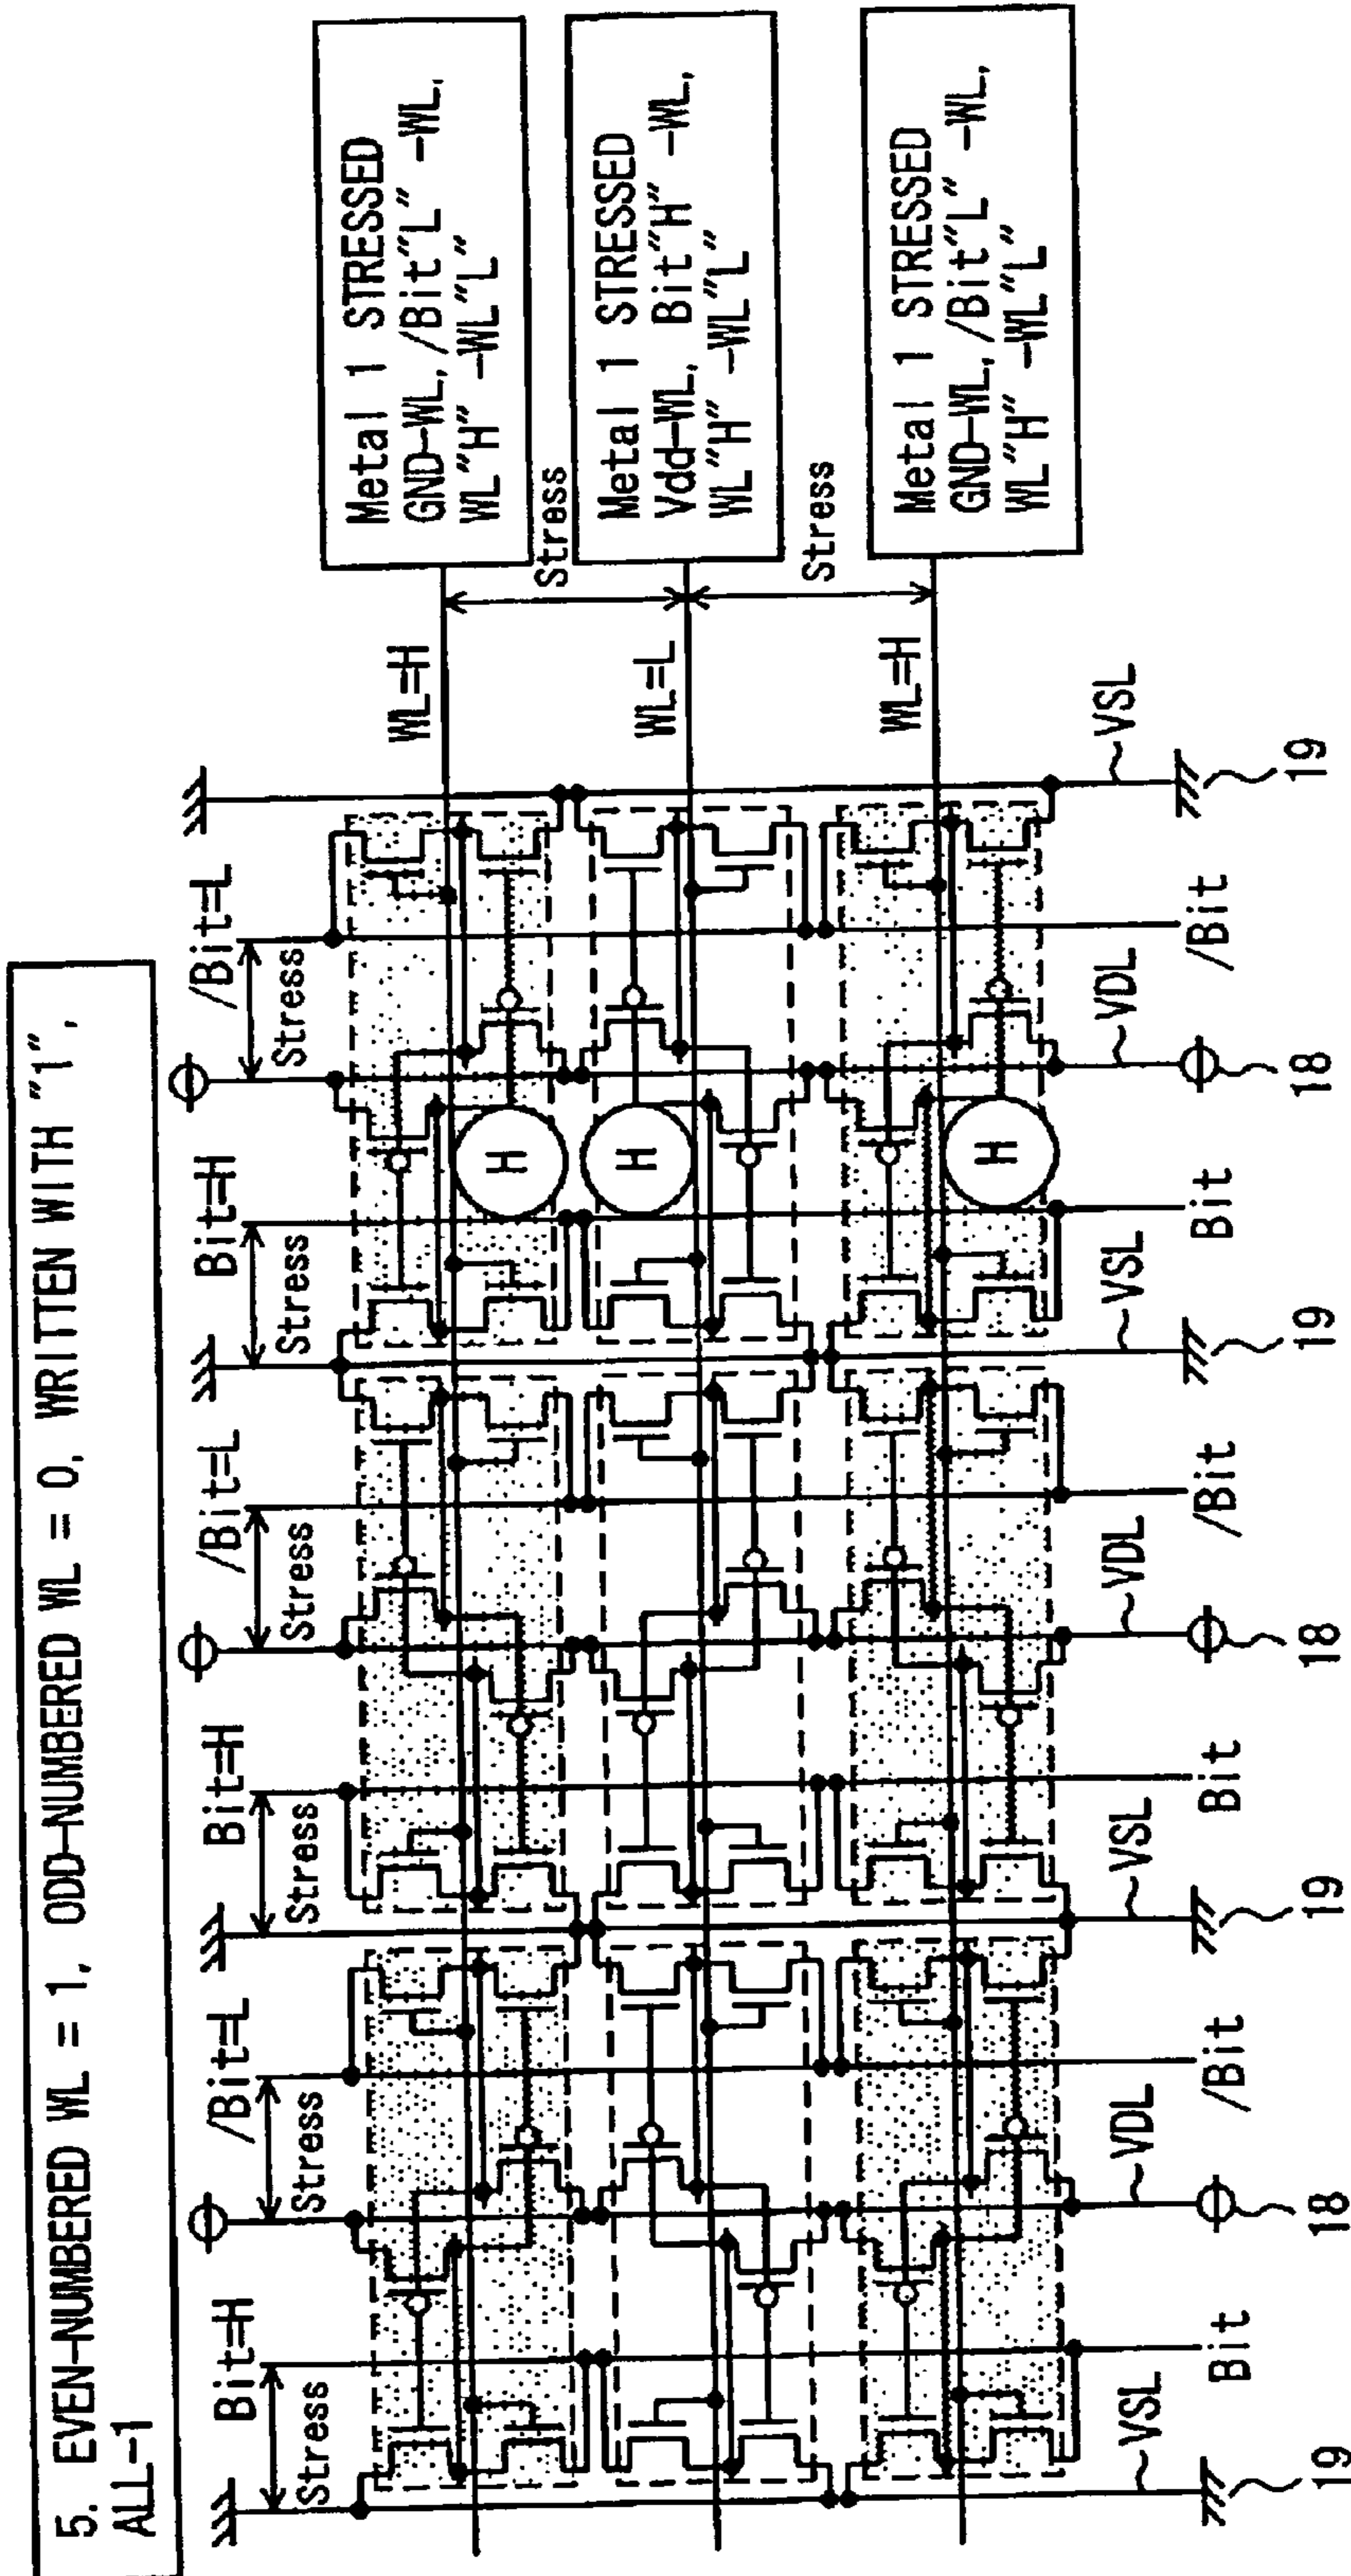 5. EVEN-NUMBERED WL = 1, ODD-NUMBERED WL = 0, WRITTEN WITH "1",
ALL-1
Bit=H
/Bit=L
Bit=H
/Bit=L
Bit=H
/Bit=L
Stress
Stress
Stress
Stress
Stress
Stress
WL=H
Metal 1 STRESSED
GND-WL, /Bit"L" -WL,
WL"H" -WL"L"
Stress
H
H
WL=L
Metal 1 STRESSED
Vdd-WL, Bit"H" -WL,
WL"H" -WL"L"
Stress
H
WL=H
Metal 1 STRESSED
GND-WL, /Bit"L" -WL,
WL"H" -WL"L"
VSL
Bit
VDL
/Bit
VSL
Bit
VDL
/Bit
VSL
Bit
VDL
/Bit
VSL
19
18
19
18
19
18
19